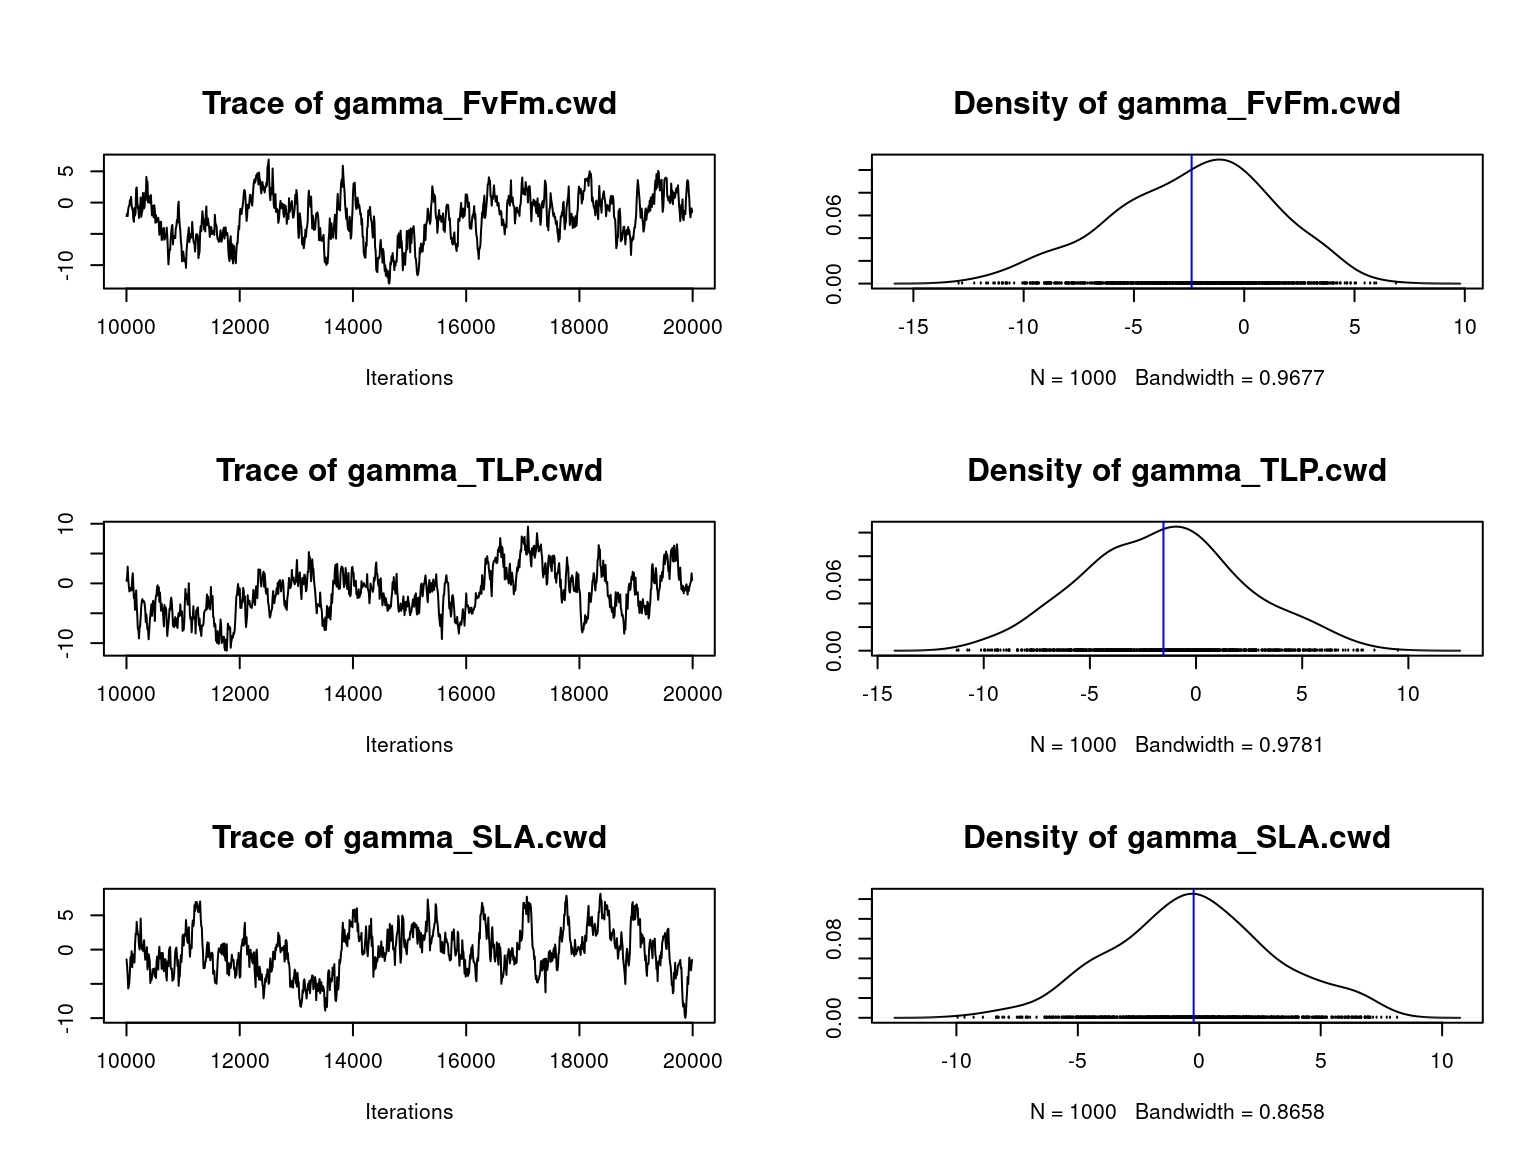 Trace of gamma_FvFm.cwd
5
0
-10
10000 12000 14000 16000 18000 20000
Iterations
Density of gamma_FvFm.cwd
0.06
0.00
-15 -10 -5 0 5 10
N = 1000 Bandwidth = 0.9677
Trace of gamma_TLP.cwd
10
0
-10
10000 12000 14000 16000 18000 20000
Iterations
Density of gamma_TLP.cwd
0.06
0.00
-15 -10 -5 0 5 10
N = 1000 Bandwidth = 0.9781
Trace of gamma_SLA.cwd
5
0
-10
10000 12000 14000 16000 18000 20000
Iterations
Density of gamma_SLA.cwd
0.08
0.00
-10 -5 0 5 10
N = 1000 Bandwidth = 0.8658